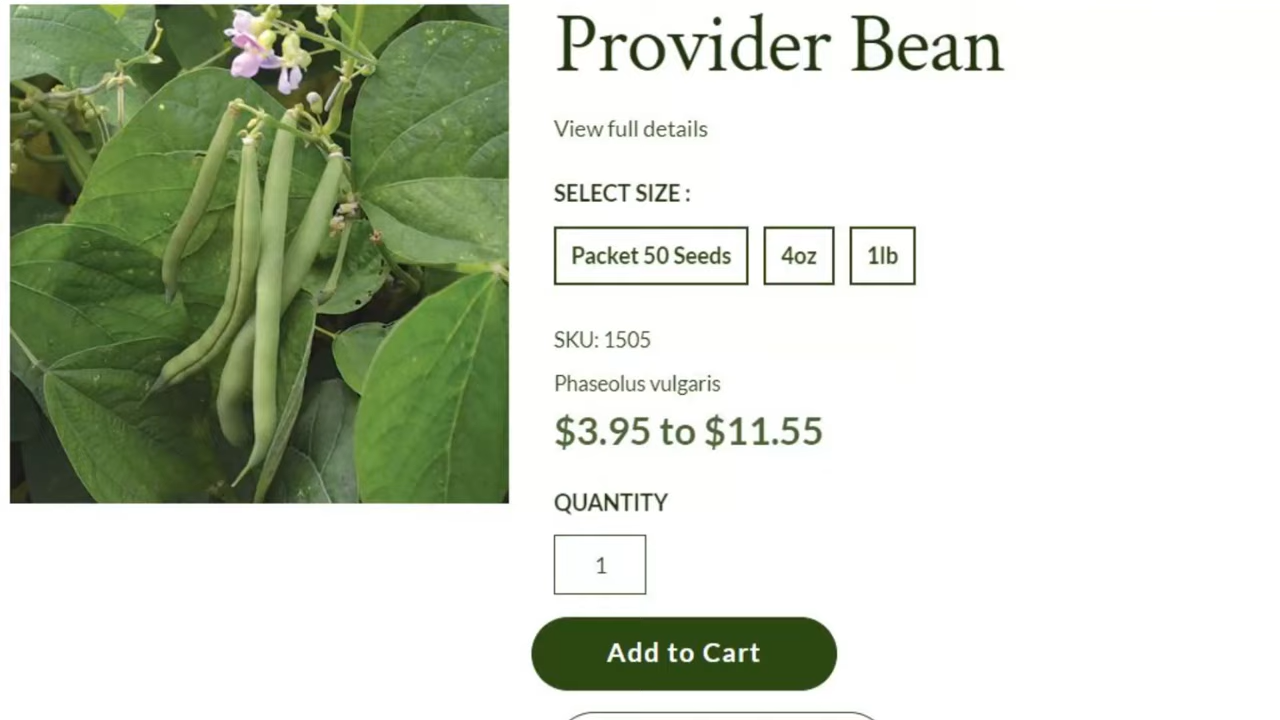 Provider Bean
View full details
SELECT SIZE :
Packet 50 Seeds
4oz
1lb
SKU: 1505
Phaseolus vulgaris
$3.95 to $11.55
QUANTITY
1
Add to Cart